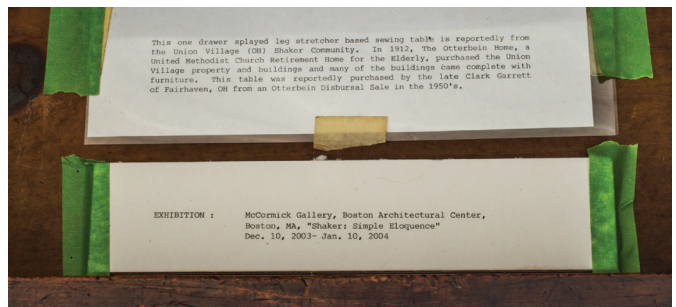 This one drawer splayed leg stretcher based sewing table is reportedly from
the Union Village (OH) Shaker Community.  In 1912, The Otterbein Home, a
United Methodist Church Retirement Home for the Elderly, purchased the Union
Village property and buildings and many of the buildings came complete with
furniture.  This table was reportedly purchased by the late Clark Garrett
of Fairhaven, OH from an Otterbein Disbursal Sale in the 1950's.
EXHIBITION :  McCormick Gallery, Boston Architectural Center,
Boston, MA, "Shaker: Simple Eloquence"
Dec. 10, 2003- Jan. 10, 2004